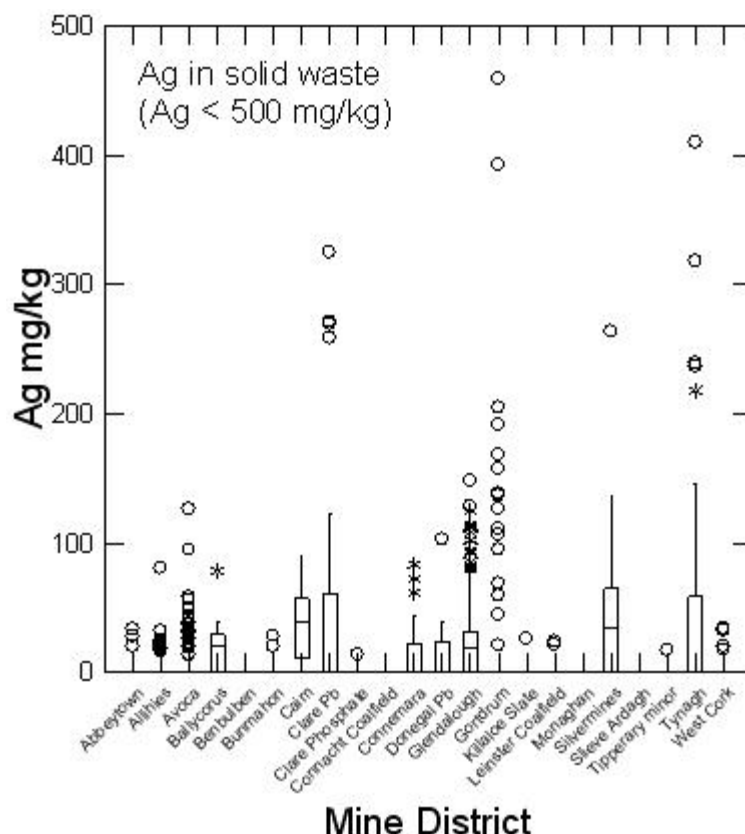 500
Ag in solid waste
(Ag < 500 mg/kg)
400
300
200
100
0
Ag mg/kg
Abbeytown
Allihies
Avoca
Ballycorus
Benbulben
Bunmahon
Caim
Clare Pb
Clare Phosphate
Connacht Coalfield
Connemara
Donegal Pb
Glendalough
Gortdrum
Killaloe Slate
Leinster Coalfield
Monaghan
Silvermines
Slieve Ardagh
Tipperary minor
Tynagh
West Cork
Mine District